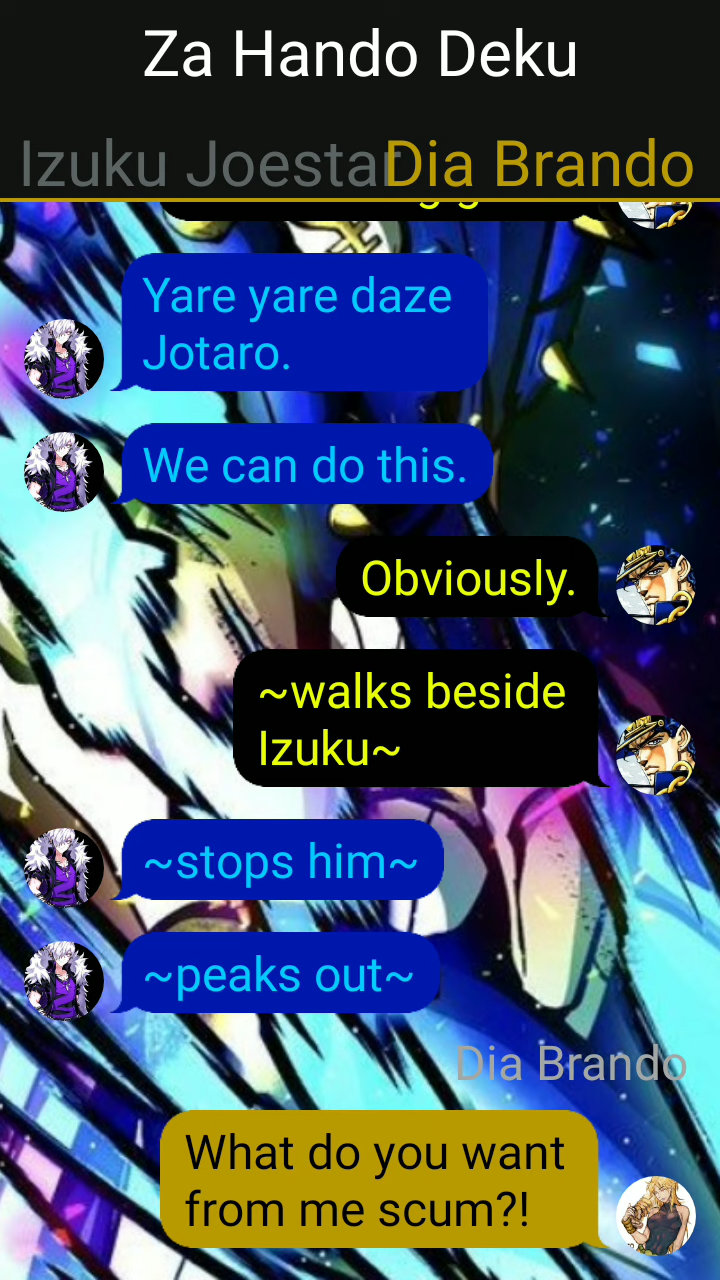 Za Hando Deku
Izuku Joestar Dia Brando
Yare yare daze
Jotaro.
We can do this.
Obviously.
~walks beside
Izuku~
~stops him~
~peaks out~
Dia Brando
What do you want
from me scum?!